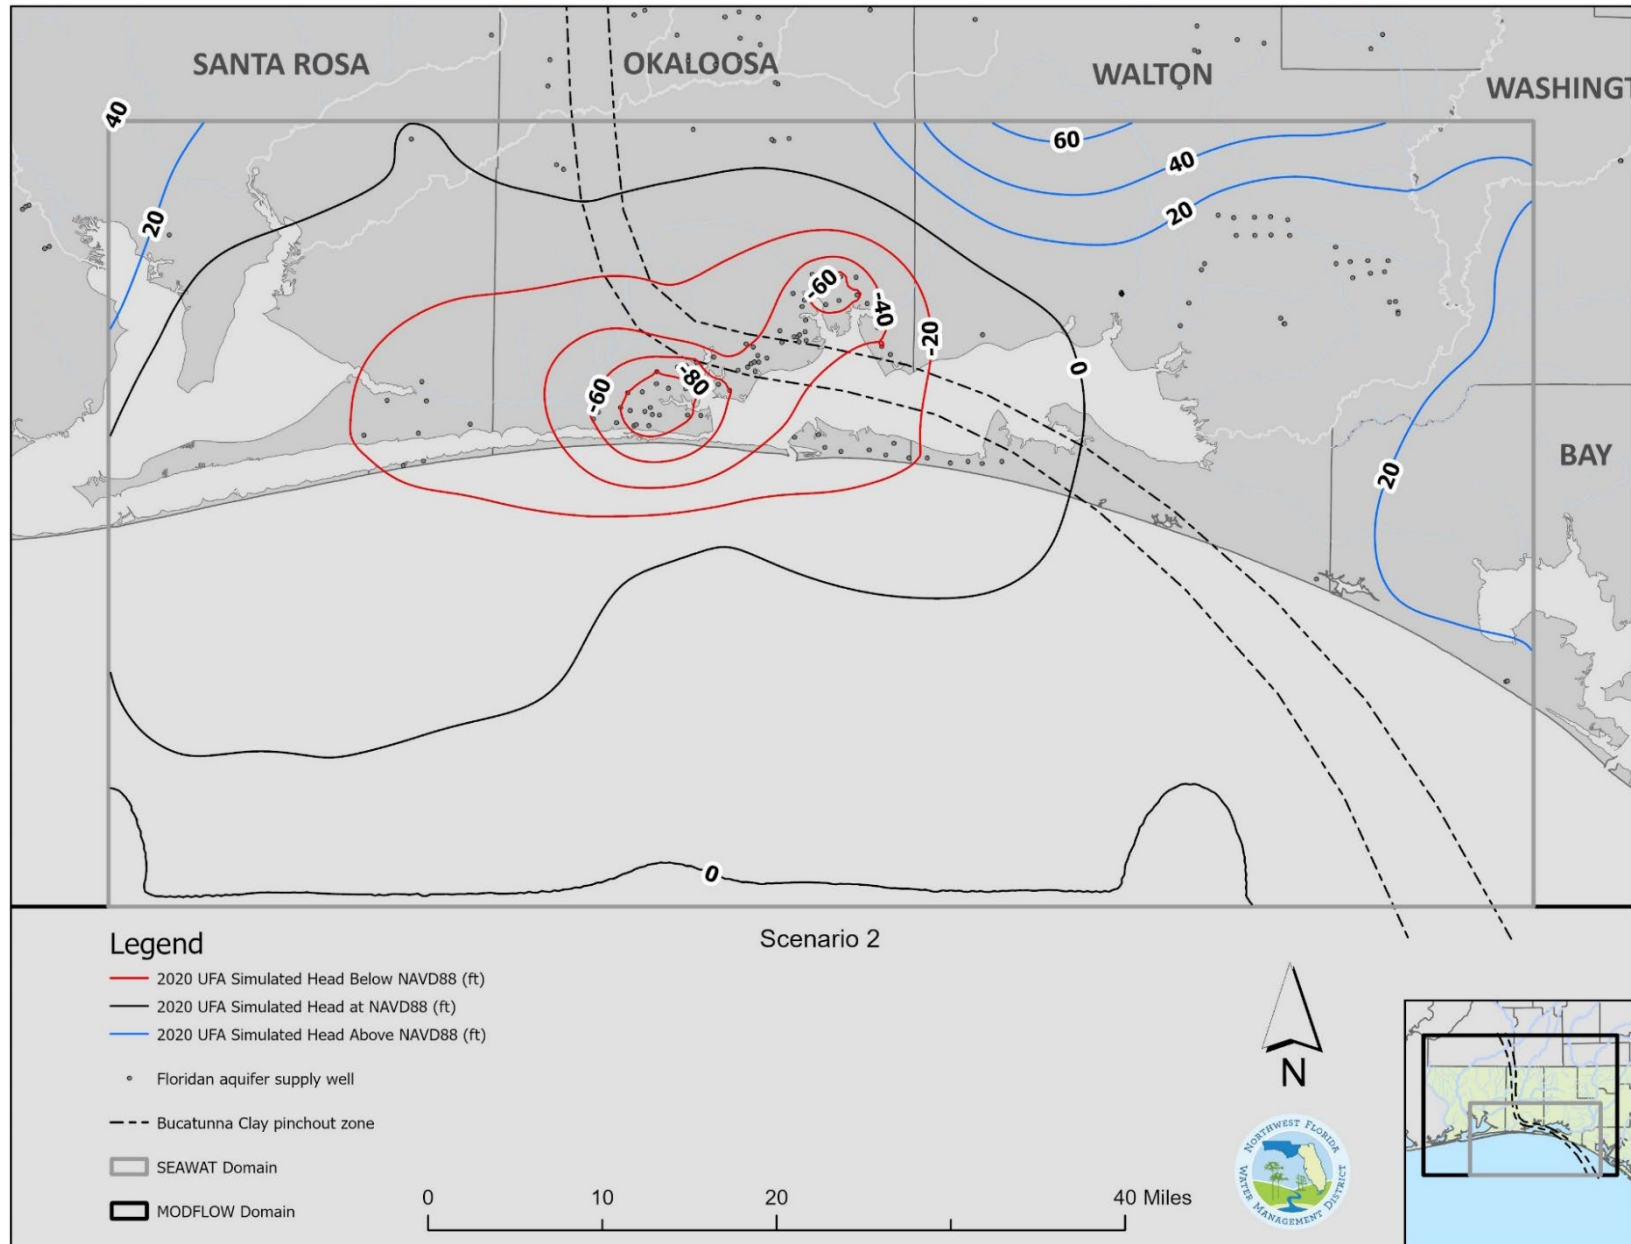 SANTA ROSA
OKALOOSA
WALTON
WASHINGT
40
60
40
20
20
-60
-40
-20
0
-80
-60
20
BAY
0
Scenario 2
Legend
2020 UFA Simulated Head Below NAVD88 (ft)
2020 UFA Simulated Head at NAVD88 (ft)
2020 UFA Simulated Head Above NAVD88 (ft)
Floridan aquifer supply well
Bucatunna Clay pinchout zone
SEAWAT Domain
MODFLOW Domain
0 10 20 40 Miles
N
NORTHWEST FLORIDA
WATER MANAGEMENT DISTRICT